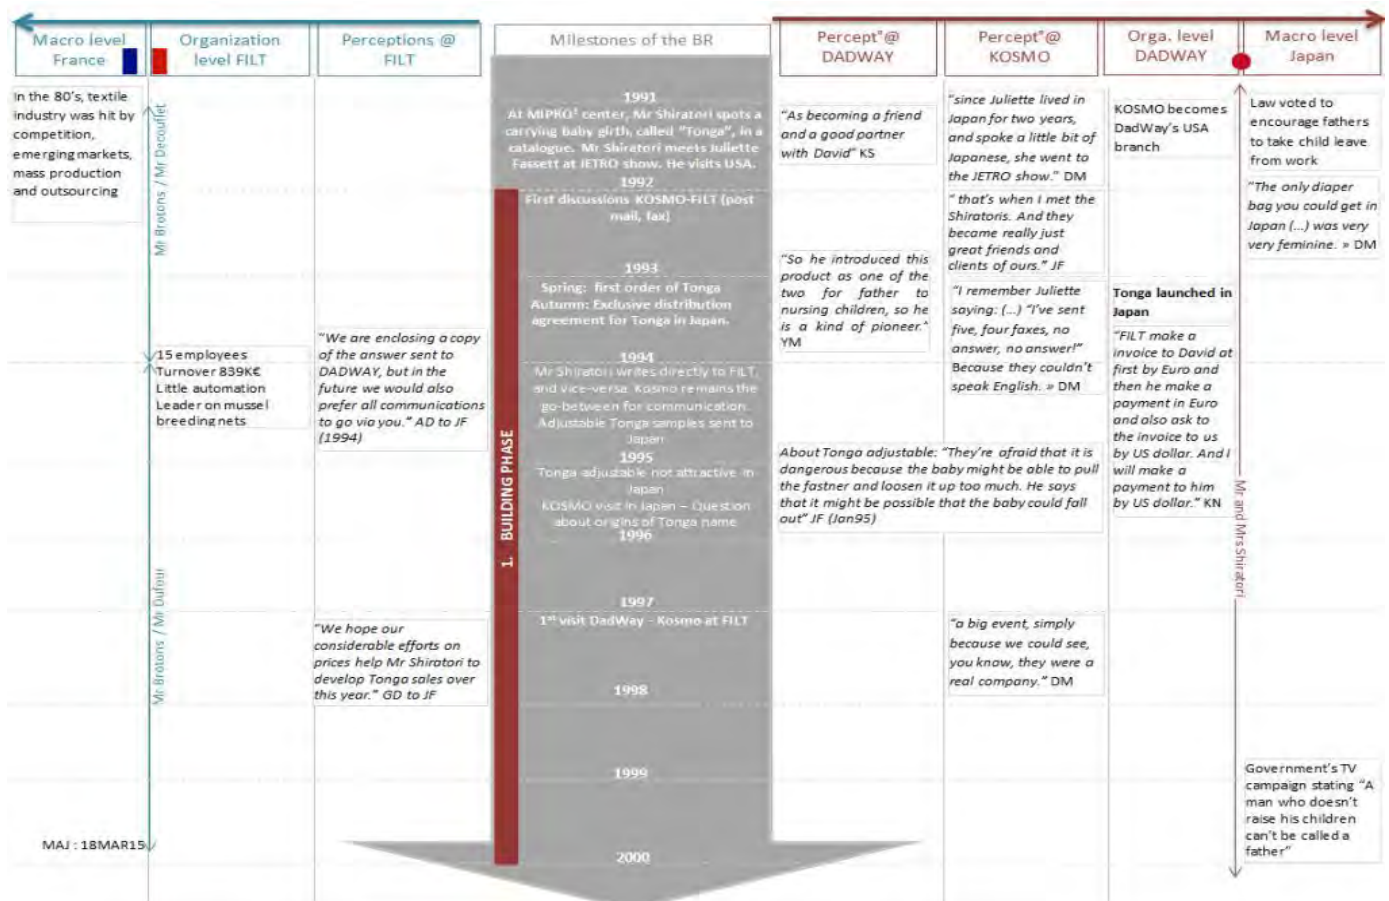 Macro level
France
Organization
level FILT
Perceptions @
FILT
Milestones of the BR
Percept°@
DADWAY
Percept°@
KOSMO
Orga. level
DADWAY
Macro level
Japan
In the 80's, textile
industry was hit by
competition,
emerging markets,
mass production
and outsourcing
Mr Brotons / Mr Decouflet
15 employees
Turnover 839K€
Little automation
Leader on mussel
breeding nets
Mr Brotons / Mr Dufour
MAJ : 18MAR15
"We are enclosing a copy
of the answer sent to
DADWAY, but in the
future we would also
prefer all communications
to go via you." AD to JF
(1994)
"We hope our
considerable efforts on
prices help Mr Shiratori to
develop Tonga sales over
this year." GD to JF
1. BUILDING PHASE
1991
At MIPRO¹ center, Mr Shiratori spots a
carrying baby girth, called "Tonga", in a
catalogue. Mr Shiratori meets Juliette
Fassett at JETRO show. He visits USA.
1992
First discussions KOSMO-FILT (post
mail, fax)
1993
Spring: first order of Tonga
Autumn: Exclusive distribution
agreement for Tonga in Japan.
1994
Mr Shiratori writes directly to FILT,
and vice-versa. Kosmo remains the
go-between for communication.
Adjustable Tonga samples sent to
Japan
1995
Tonga adjustable not attractive in
Japan
KOSMO visit in Japan – Question
about origins of Tonga name
1996
1997
1st visit DadWay - Kosmo at FILT
1998
1999
2000
"As becoming a friend
and a good partner
with David" KS
"So he introduced this
product as one of the
two for father to
nursing children, so he
is a kind of pioneer."
YM
About Tonga adjustable: "They're afraid that it is
dangerous because the baby might be able to pull
the fastner and loosen it up too much. He says
that it might be possible that the baby could fall
out" JF (Jan95)
"since Juliette lived in
Japan for two years,
and spoke a little bit of
Japanese, she went to
the JETRO show." DM
" that's when I met the
Shiratoris. And they
became really just
great friends and
clients of ours." JF
"I remember Juliette
saying: (...) "I've sent
five, four faxes, no
answer, no answer!"
Because they couldn't
speak English. » DM
"a big event, simply
because we could see,
you know, they were a
real company." DM
KOSMO becomes
DadWay's USA
branch
Tonga launched in
Japan
"FILT make a
invoice to David at
first by Euro and
then he make a
payment in Euro
and also ask to
the invoice to us
by US dollar. And I
will make a
payment to him
by US dollar." KN
Mr and Mrs Shiratori
Law voted to
encourage fathers
to take child leave
from work
"The only diaper
bag you could get in
Japan (...) was very
very feminine. » DM
Government's TV
campaign stating "A
man who doesn't
raise his children
can't be called a
father"